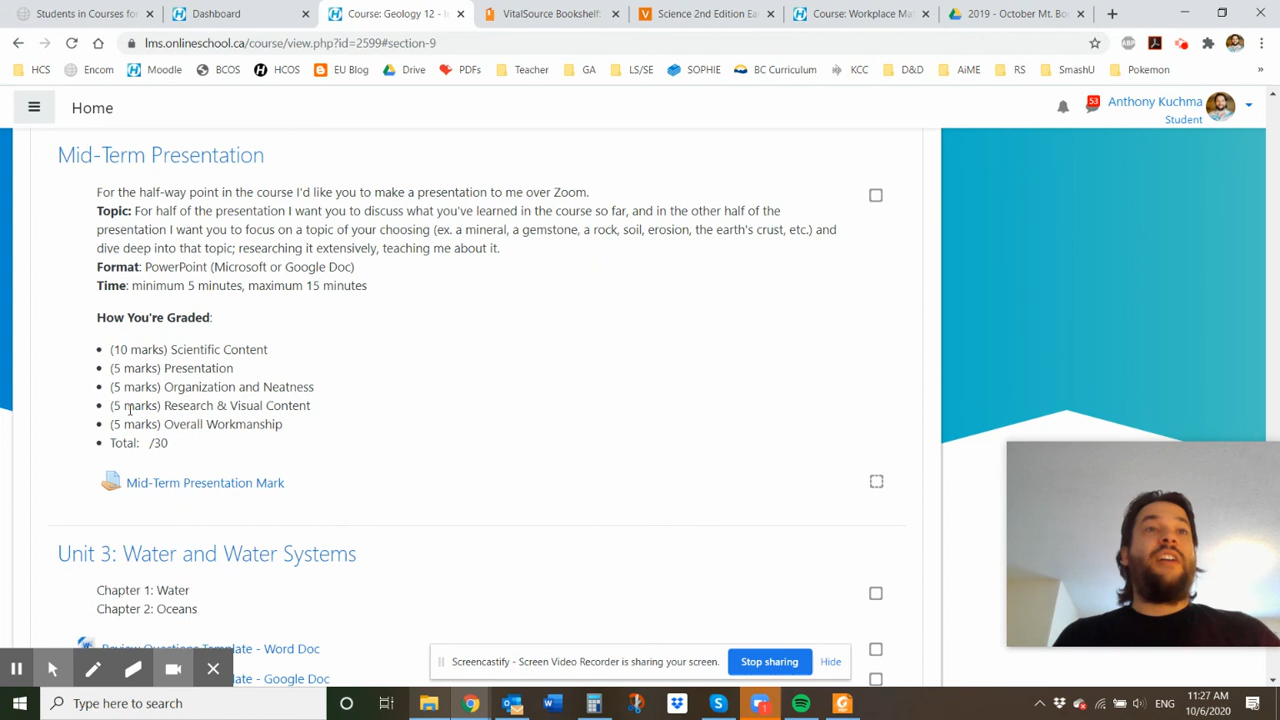 Students in Courses for
Dashboard
Course: Geology 12 - I
VitalSource Bookshelf:
Science 2nd Edition Ea
Course: Workplace Ma
2019 - October Mt. Bo
lms.onlineschool.ca/course/view.php?id=2599#section-9
ABP
HCS
Encom
Moodle
BCOS
HCOS
EU Blog
Drive
PDFs
Teacher
GA
LS/SE
SOPHIE
BC Curriculum
KCC
D&D
AiME
RS
SmashU
Pokemon
»
Home
53
Anthony Kuchma
Student
Mid-Term Presentation
For the half-way point in the course I'd like you to make a presentation to me over Zoom.
Topic: For half of the presentation I want you to discuss what you've learned in the course so far, and in the other half of the
presentation I want you to focus on a topic of your choosing (ex. a mineral, a gemstone, a rock, soil, erosion, the earth's crust, etc.) and
dive deep into that topic; researching it extensively, teaching me about it.
Format: PowerPoint (Microsoft or Google Doc)
Time: minimum 5 minutes, maximum 15 minutes
How You're Graded:
• (10 marks) Scientific Content
• (5 marks) Presentation
• (5 marks) Organization and Neatness
• (5 marks) Research & Visual Content
• (5 marks) Overall Workmanship
• Total: /30
Mid-Term Presentation Mark
Unit 3: Water and Water Systems
Chapter 1: Water
Chapter 2: Oceans
Review Questions Template - Word Doc
Template - Google Doc
Screencastify - Screen Video Recorder is sharing your screen.
Stop sharing
Hide
Type here to search
ENG
11:27 AM
10/6/2020